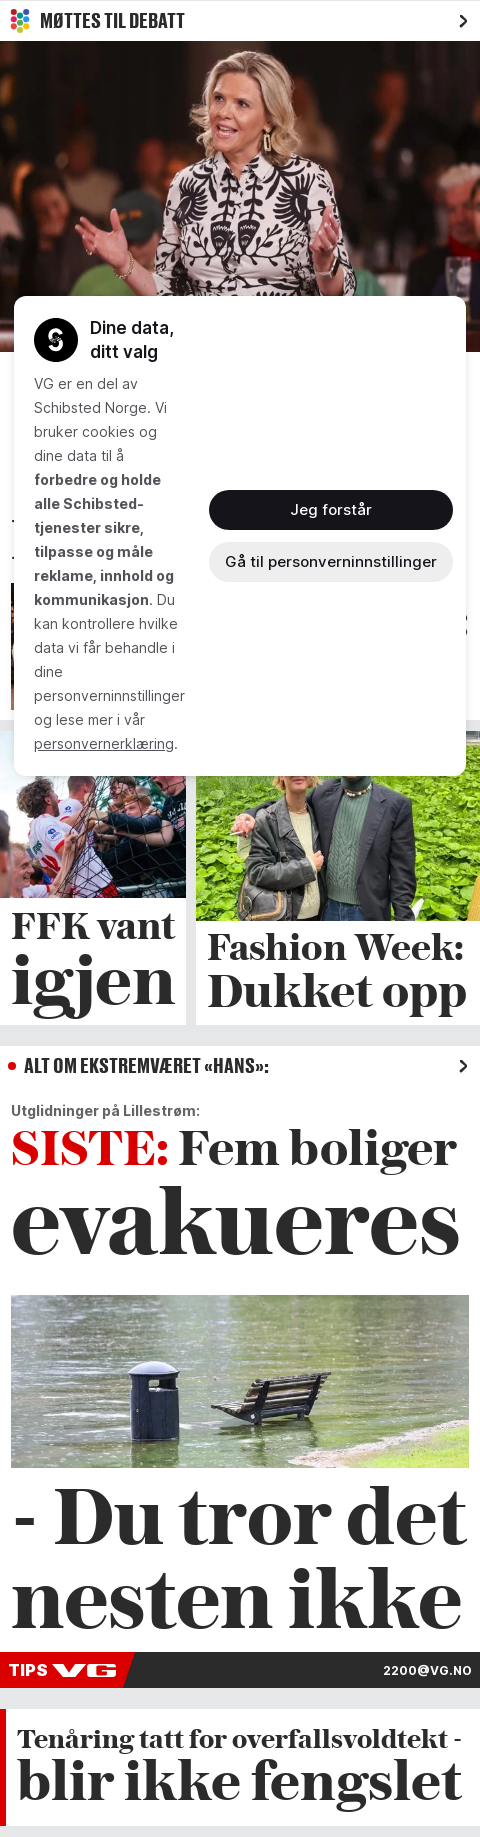 MØTTES TIL DEBATT
Dine data,
ditt valg
VG er en del av
Schibsted Norge. Vi
bruker cookies og
dine data til å
forbedre og holde
alle Schibsted-
tjenester sikre,
tilpasse og måle
reklame, innhold og
kommunikasjon. Du
kan kontrollere hvilke
data vi får behandle i
dine
personverninnstillinger
og lese mer i vår
personvernerklæring.
Jeg forstår
Gå til personverninnstillinger
FFK vant
igjen
Fashion Week:
Dukket opp
ALT OM EKSTREMVÆRET «HANS»:
Utglidninger på Lillestrøm:
SISTE: Fem boliger
evakueres
- Du tror det
nesten ikke
TIPS VG
2200@VG.NO
Tenåring tatt for overfallsvoldtekt -
blir ikke fengslet